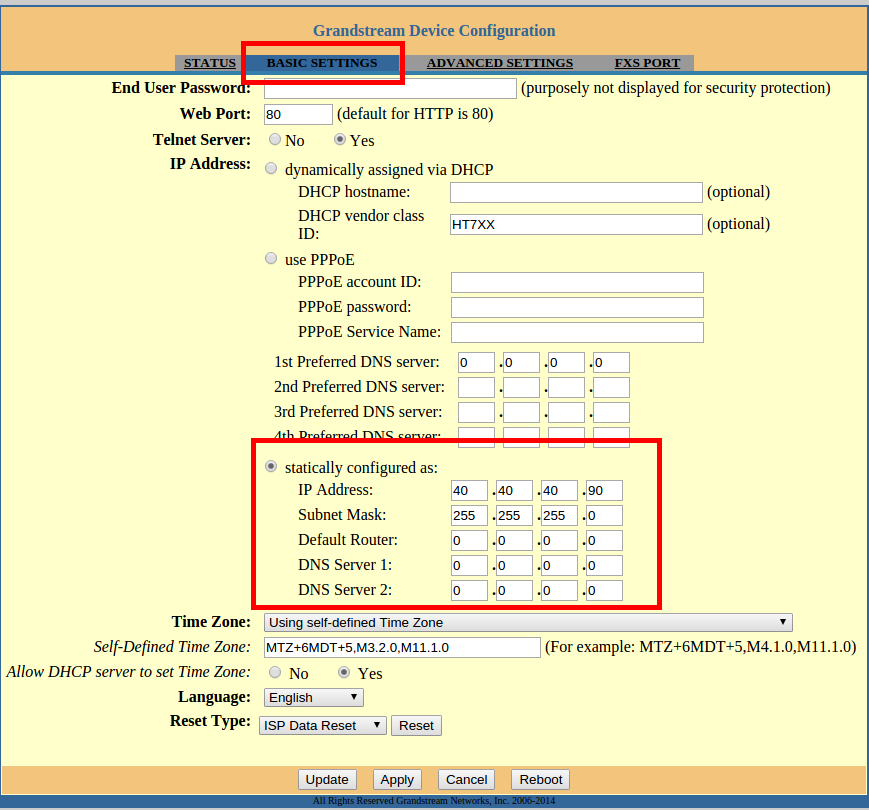 Grandstream Device Configuration
STATUS BASIC SETTINGS ADVANCED SETTINGS FXS PORT
End User Password: (purposely not displayed for security protection)
Web Port: 80 (default for HTTP is 80)
Telnet Server: No Yes
IP Address: dynamically assigned via DHCP
DHCP hostname: (optional)
DHCP vendor class ID: HT7XX (optional)
use PPPoE
PPPoE account ID:
PPPoE password:
PPPoE Service Name:
1st Preferred DNS server: 0 . 0 . 0 . 0
2nd Preferred DNS server: . . .
3rd Preferred DNS server: . . .
4th Preferred DNS server: . . .
statically configured as:
IP Address: 40 . 40 . 40 . 90
Subnet Mask: 255 . 255 . 255 . 0
Default Router: 0 . 0 . 0 . 0
DNS Server 1: 0 . 0 . 0 . 0
DNS Server 2: 0 . 0 . 0 . 0
Time Zone: Using self-defined Time Zone
Self-Defined Time Zone: MTZ+6MDT+5,M3.2.0,M11.1.0 (For example: MTZ+6MDT+5,M4.1.0,M11.1.0)
Allow DHCP server to set Time Zone: No Yes
Language: English
Reset Type: ISP Data Reset Reset
Update Apply Cancel Reboot
All Rights Reserved Grandstream Networks, Inc. 2006-2014